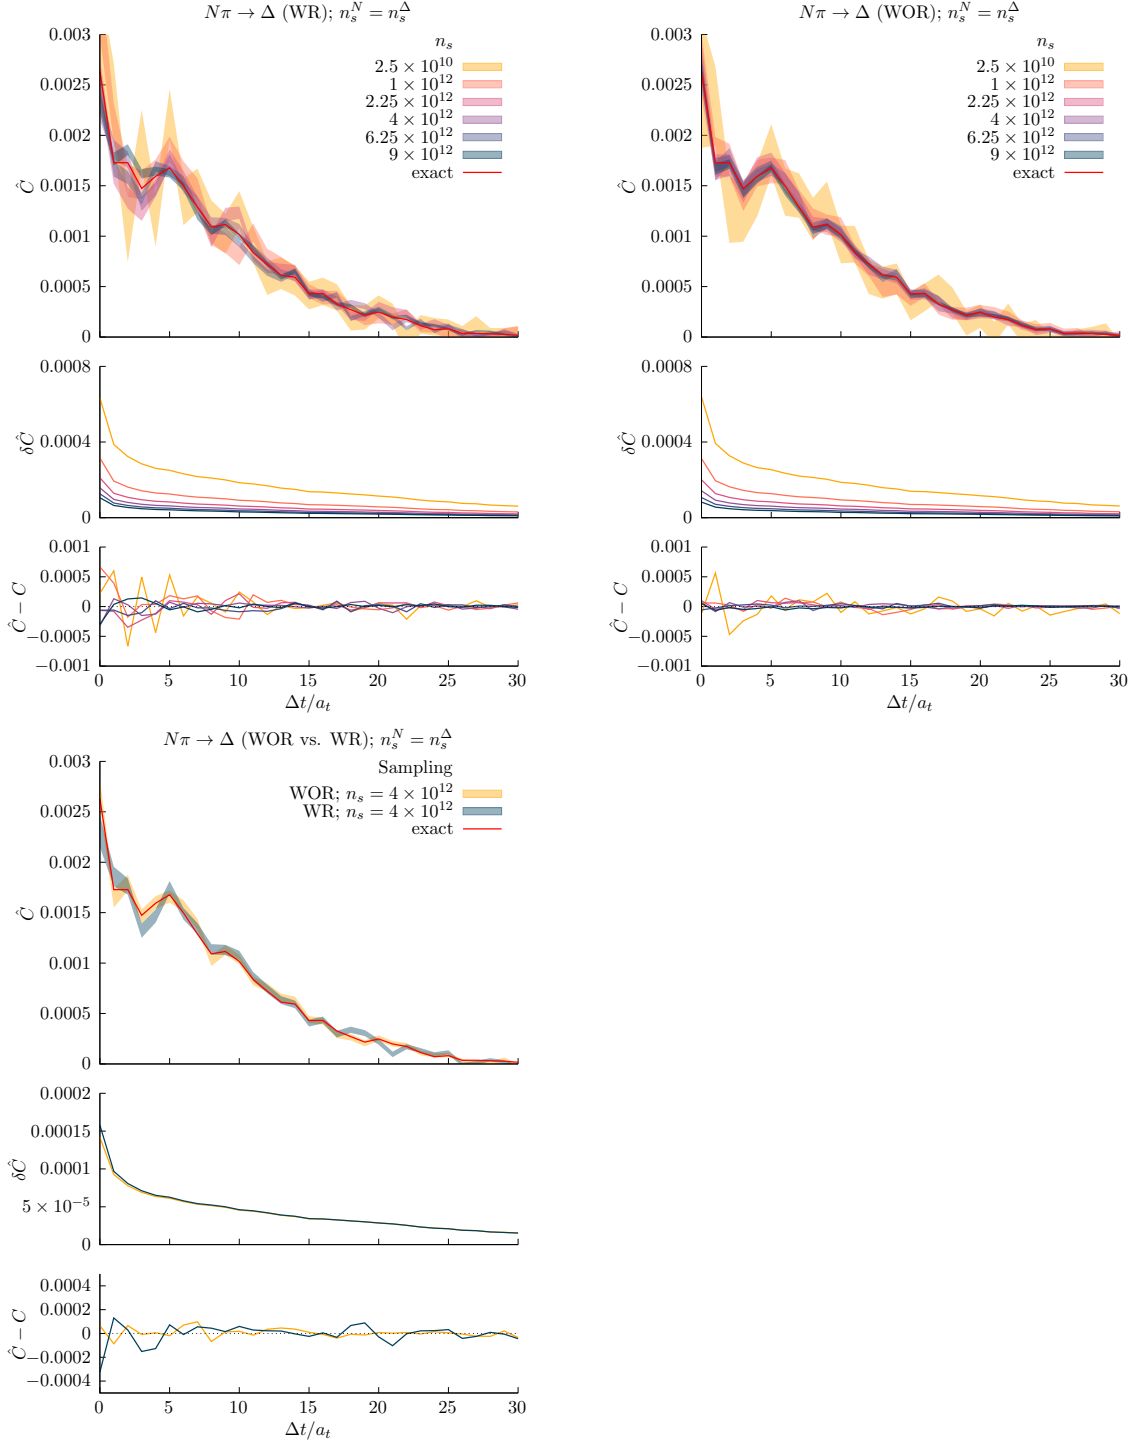 Nπ → Δ (WR); n_s^N = n_s^Δ
0.003
0.0025
0.002
0.0015
0.001
0.0005
0
Ĉ
n_s
2.5 × 10^10
1 × 10^12
2.25 × 10^12
4 × 10^12
6.25 × 10^12
9 × 10^12
exact
0.0008
0.0004
0
δĈ
0.001
0.0005
0
−0.0005
−0.001
Ĉ − C
0 5 10 15 20 25 30
Δt/a_t
Nπ → Δ (WOR); n_s^N = n_s^Δ
0.003
0.0025
0.002
0.0015
0.001
0.0005
0
Ĉ
n_s
2.5 × 10^10
1 × 10^12
2.25 × 10^12
4 × 10^12
6.25 × 10^12
9 × 10^12
exact
0.0008
0.0004
0
δĈ
0.001
0.0005
0
−0.0005
−0.001
Ĉ − C
0 5 10 15 20 25 30
Δt/a_t
Nπ → Δ (WOR vs. WR); n_s^N = n_s^Δ
0.003
0.0025
0.002
0.0015
0.001
0.0005
0
Ĉ
Sampling
WOR; n_s = 4 × 10^12
WR; n_s = 4 × 10^12
exact
0.0002
0.00015
0.0001
5 × 10^−5
0
δĈ
0.0004
0.0002
0
−0.0002
−0.0004
Ĉ − C
0 5 10 15 20 25 30
Δt/a_t